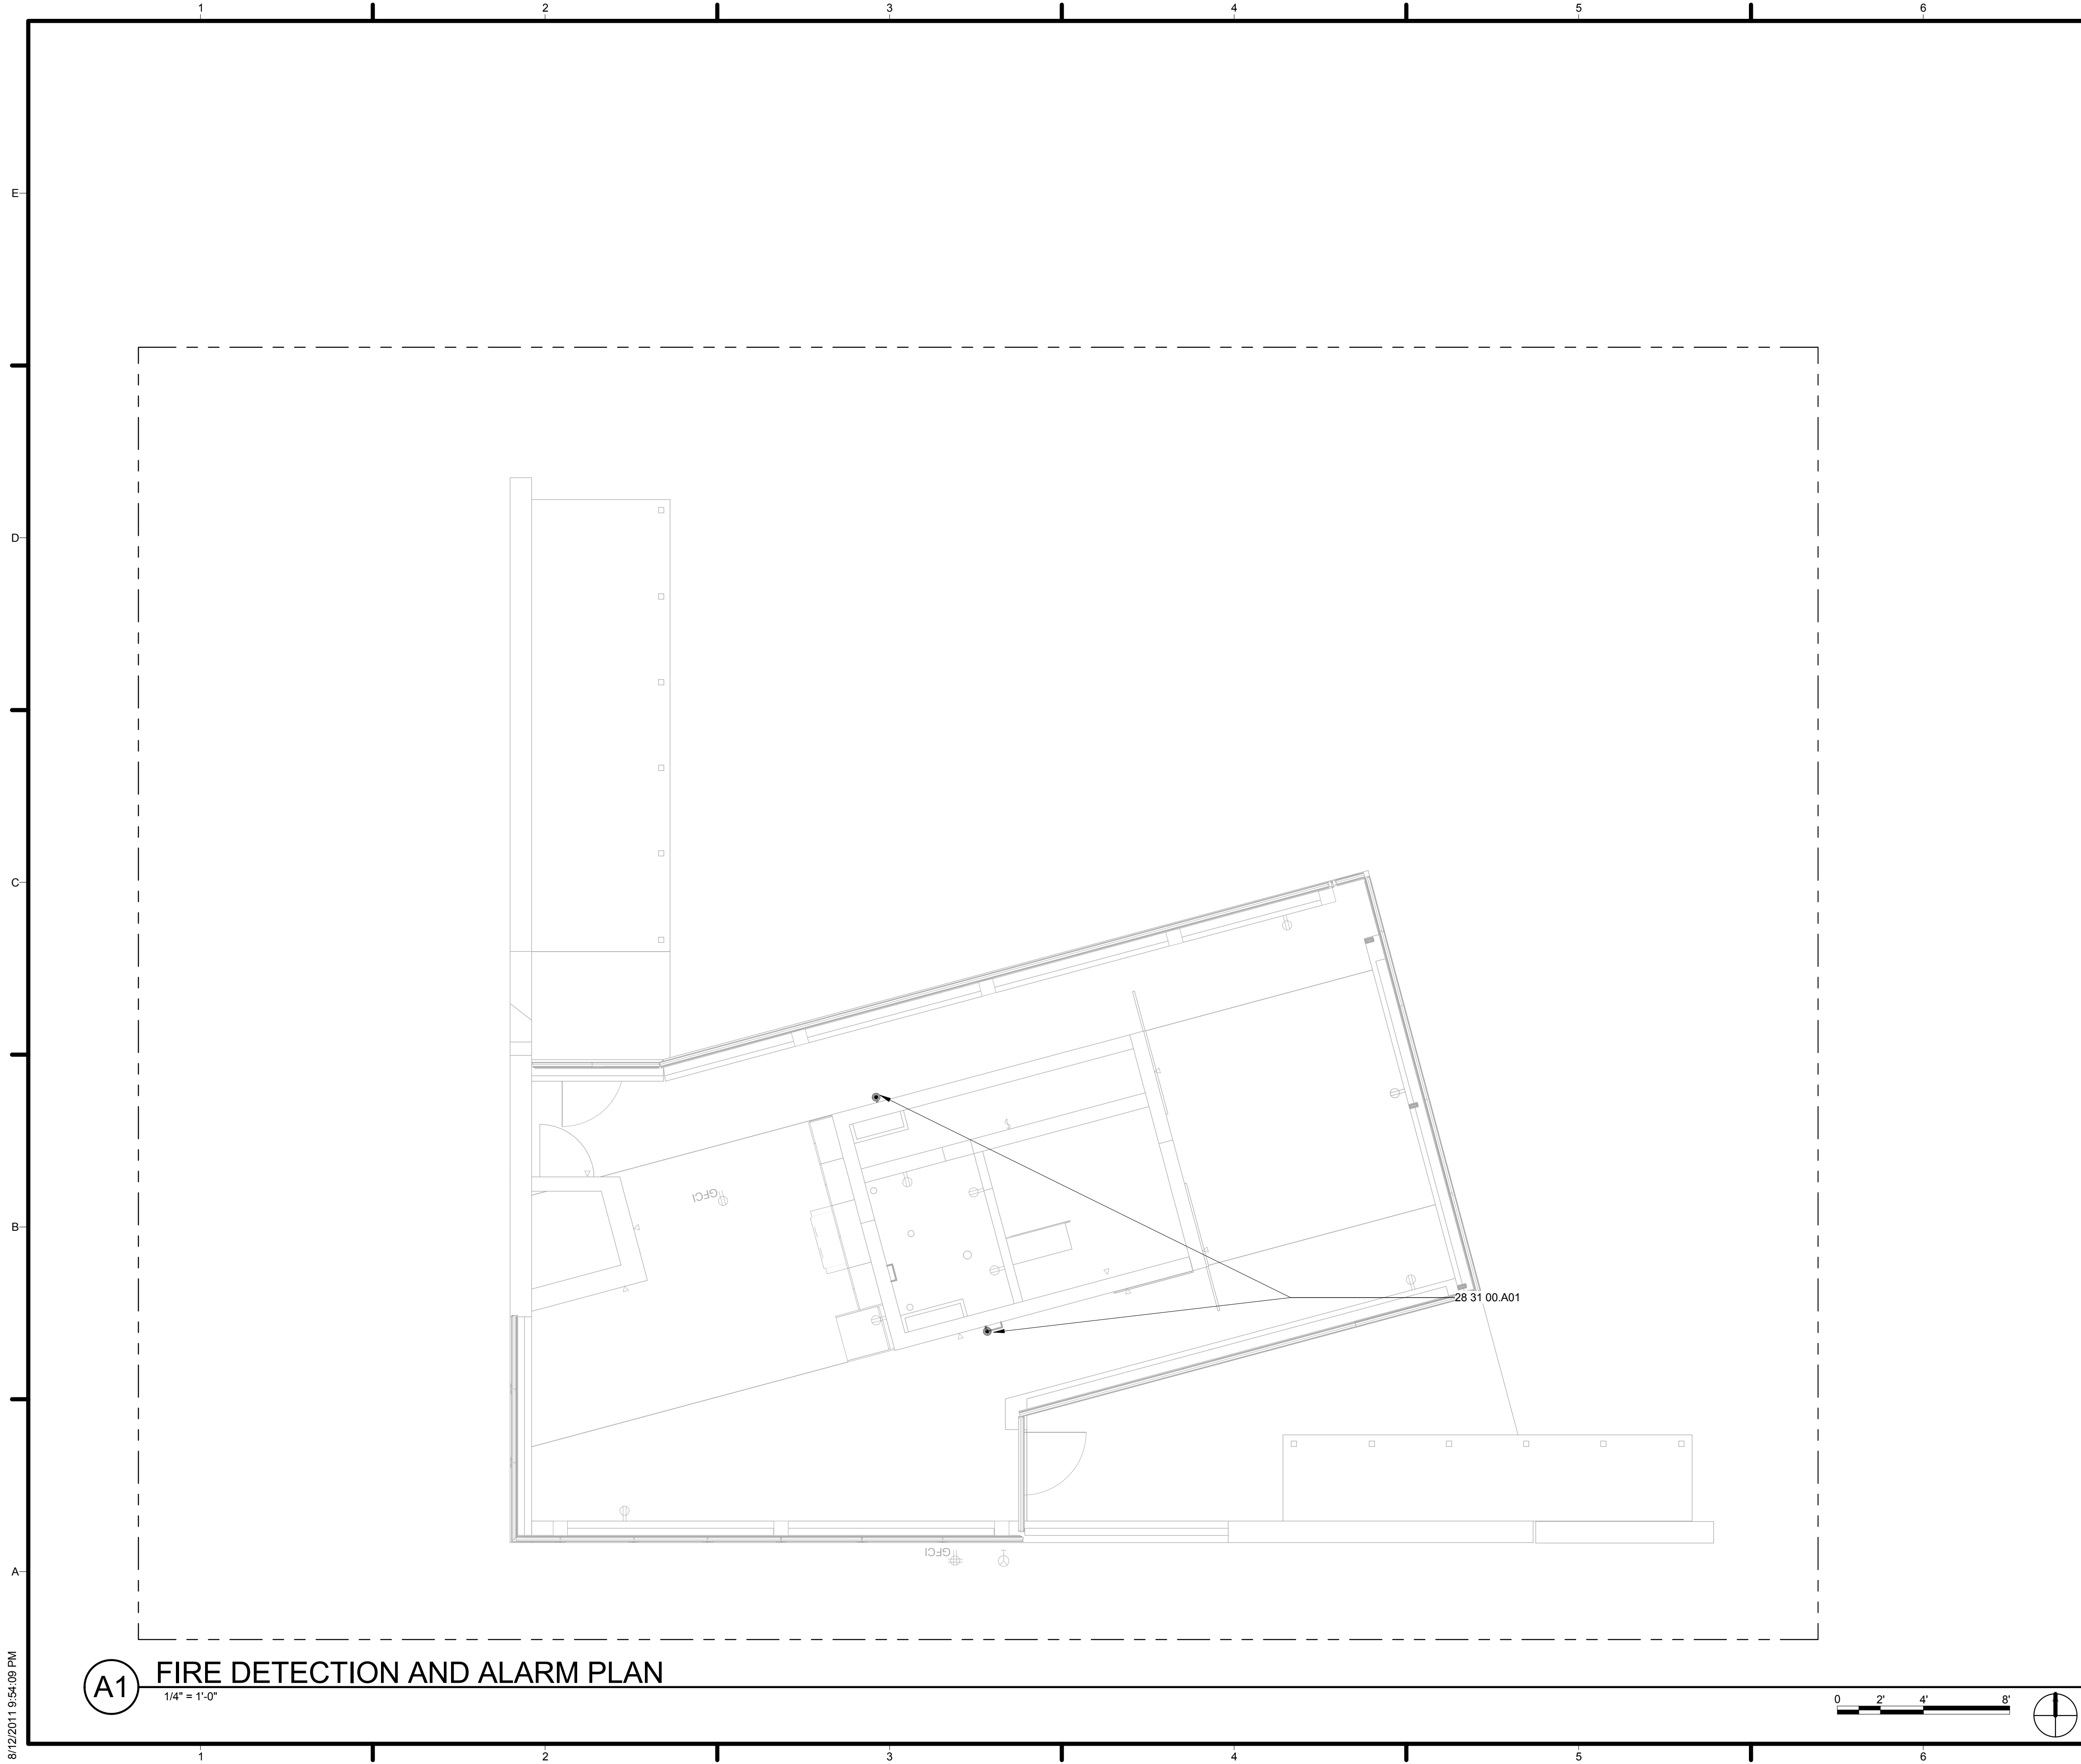 1 2 3 4 5 6
E
D
C
GFCI
B
28 31 00.A01
GFCI
A
A1 FIRE DETECTION AND ALARM PLAN
1/4" = 1'-0"
0 2' 4' 8'
8/12/2011 9:54:09 PM
1 2 3 4 5 6